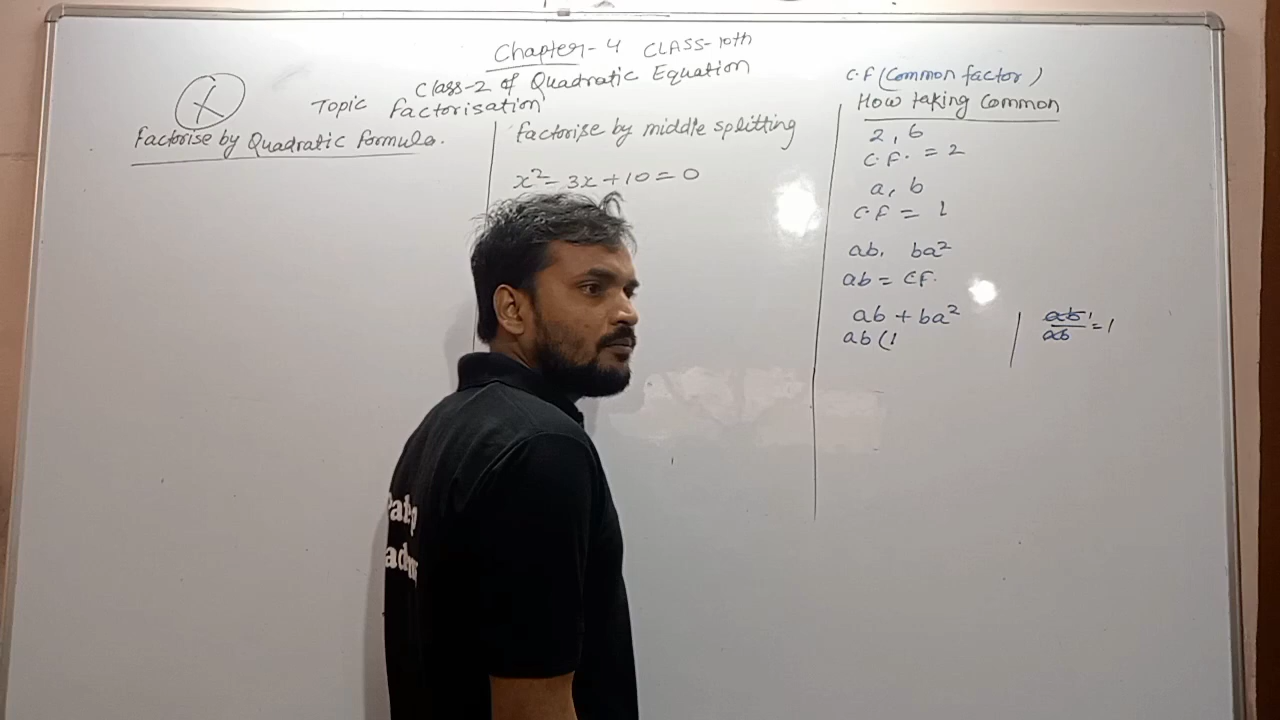 Chapter-4 CLASS-10th
Class-2 of Quadratic Equation
Topic Factorisation
X
Factorise by Quadratic formula.
factorise by middle splitting
x² - 3x + 10 = 0
C.F (Common factor)
How taking Common
2, 6
C.F. = 2
a, b
C.F = 1
ab, ba²
ab = C.F.
ab + ba²
ab (1
ab/ab 1 = 1